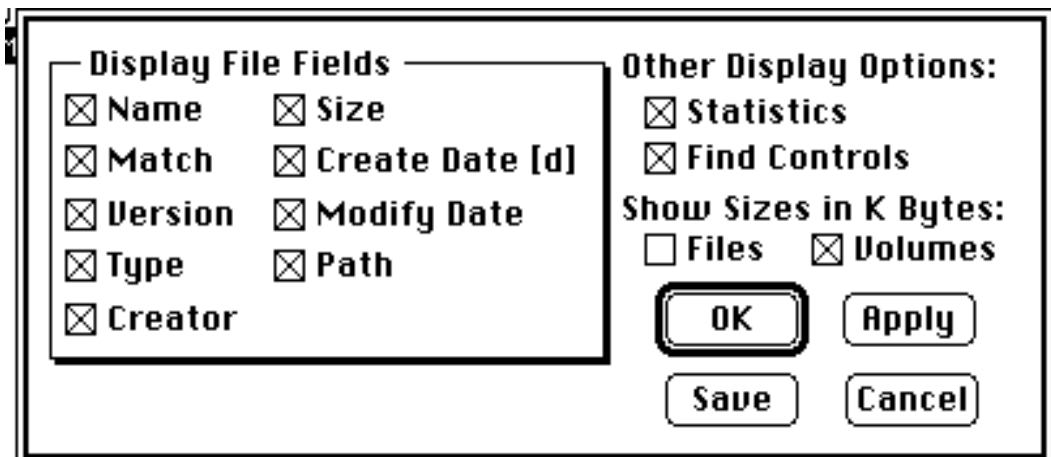 Display File Fields
Name
Size
Match
Create Date [d]
Version
Modify Date
Type
Path
Creator
Other Display Options:
Statistics
Find Controls
Show Sizes in K Bytes:
Files
Volumes
OK
Apply
Save
Cancel